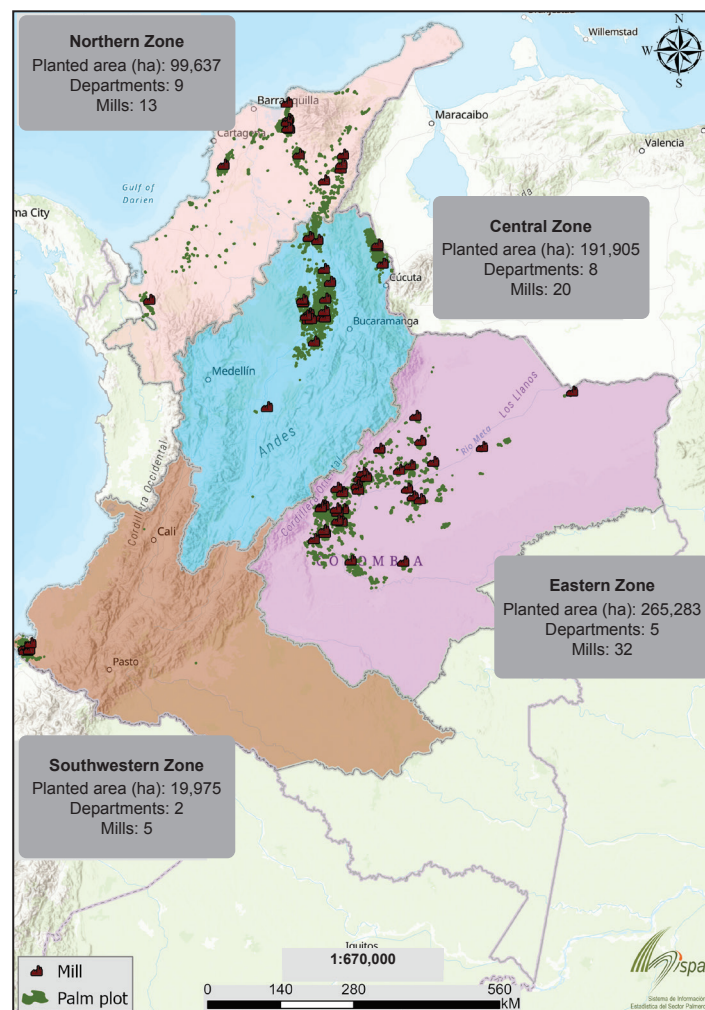 Northern Zone
Planted area (ha): 99,637
Departments: 9
Mills: 13
Willemstad
N
W
E
S
Barranquilla
Maracaibo
Cartagena
Valencia
Gulf of
Darien
ma City
Central Zone
Planted area (ha): 191,905
Departments: 8
Mills: 20
Cúcuta
Bucaramanga
Medellín
Los Llanos
Rio Meta
Andes
Cordillera Oriental
Cordillera Occidental
Cali
COLOMBIA
Eastern Zone
Planted area (ha): 265,283
Departments: 5
Mills: 32
Pasto
Southwestern Zone
Planted area (ha): 19,975
Departments: 2
Mills: 5
Iquitos
1:670,000
Mill
Palm plot
0 140 280 560
kM
ispa
Sistema de Información
Estadística del Sector Palmero